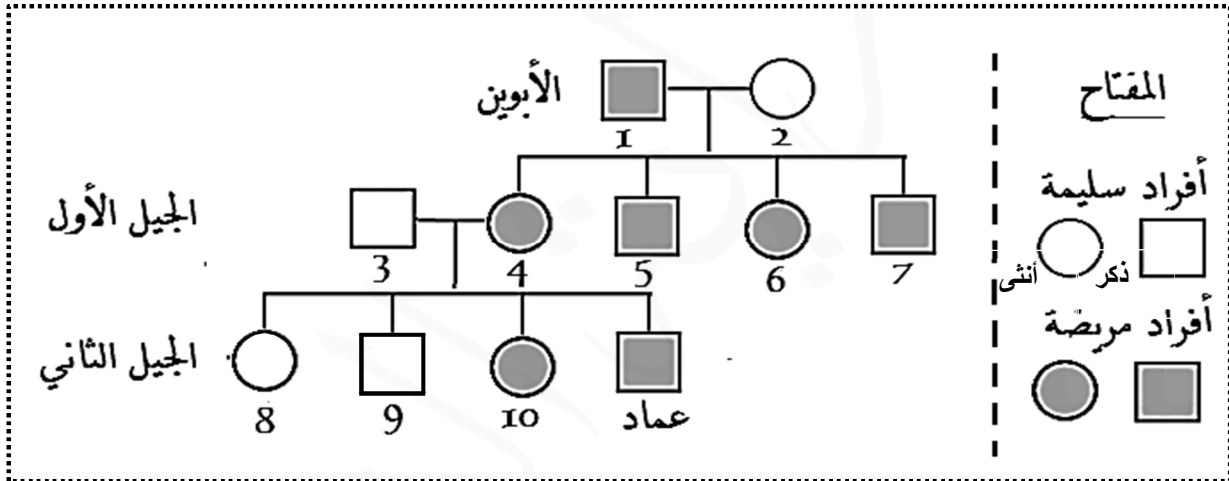 المفتاح
أفراد سليمة
ذكر أنثى
أفراد مريضة
الأبوين
1 2
الجيل الأول
3 4 5 6 7
الجيل الثاني
8 9 10 عماد